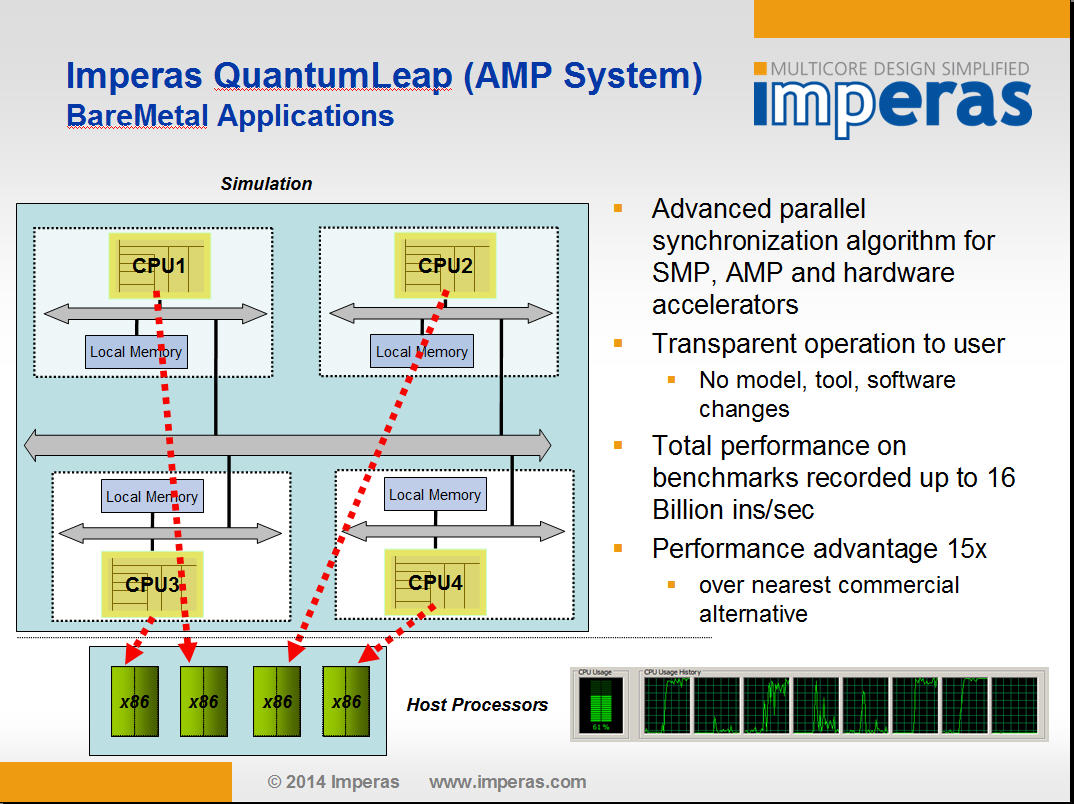 Imperas QuantumLeap (AMP System)
BareMetal Applications
MULTICORE DESIGN SIMPLIFIED
imperas
Simulation
CPU1
Local Memory
CPU2
Local Memory
Local Memory
CPU3
Local Memory
CPU4
x86
x86
x86
x86
Host Processors
Advanced parallel
synchronization algorithm for
SMP, AMP and hardware
accelerators
Transparent operation to user
No model, tool, software
changes
Total performance on
benchmarks recorded up to 16
Billion ins/sec
Performance advantage 15x
over nearest commercial
alternative
CPU Usage
61 %
CPU Usage History
© 2014 Imperas www.imperas.com